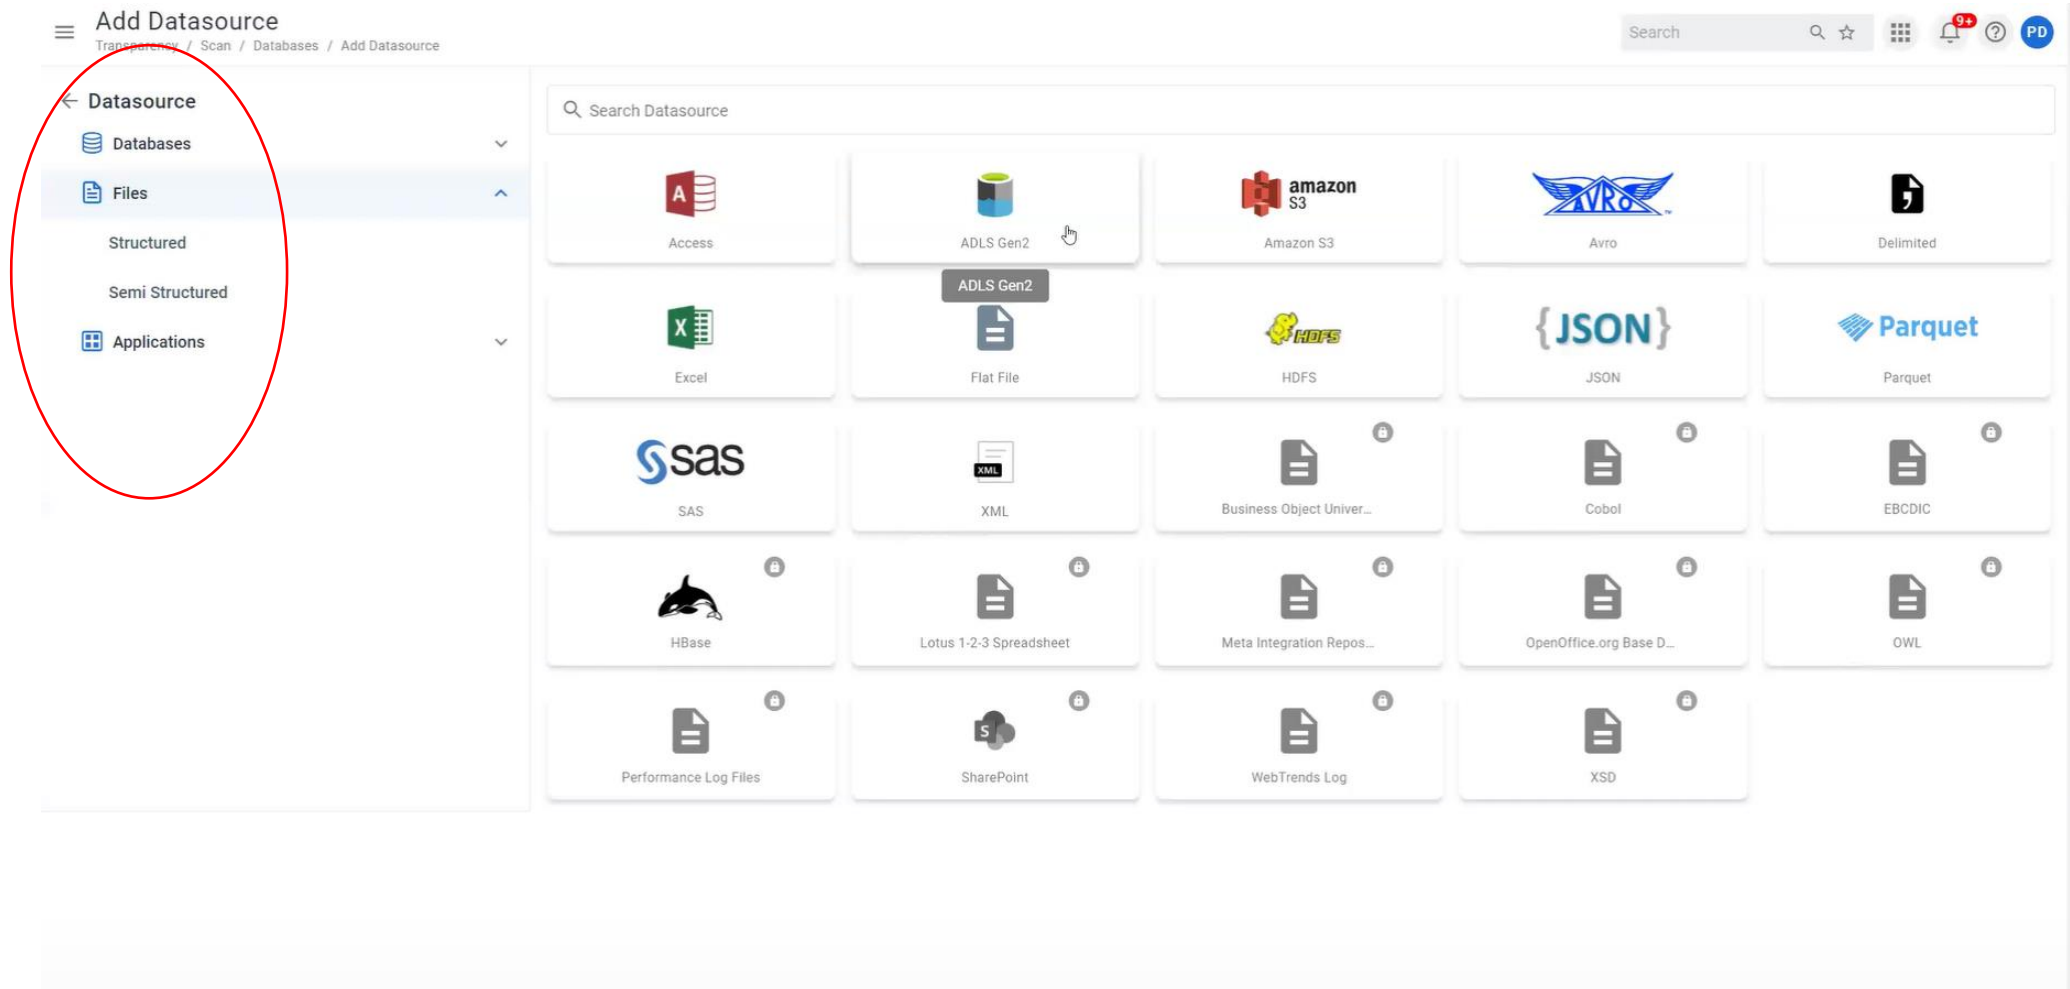 Add Datasource
Transparency / Scan / Databases / Add Datasource
Search
9+
PD
Datasource
Databases
Files
Structured
Semi Structured
Applications
Search Datasource
A
Access
ADLS Gen2
amazon
S3
Amazon S3
AVRO
TM
Avro
Delimited
ADLS Gen2
X
Excel
Flat File
HDFS
HDFS
{JSON}
JSON
Parquet
Parquet
sas
SAS
XML
XML
Business Object Univer...
Cobol
EBCDIC
HBase
Lotus 1-2-3 Spreadsheet
Meta Integration Repos...
OpenOffice.org Base D...
OWL
Performance Log Files
S
SharePoint
WebTrends Log
XSD